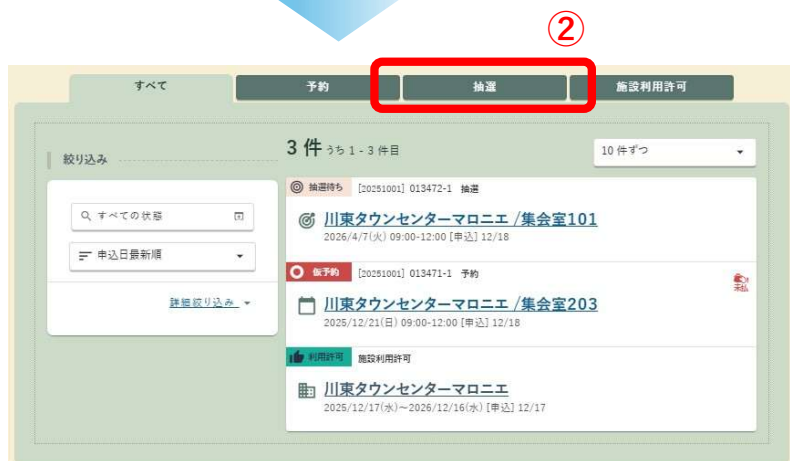 ②
すべて
予約
抽選
施設利用許可
絞り込み
3 件 うち 1 - 3 件目
10 件ずつ
すべての状態
申込日最新順
詳細絞り込み
抽選待ち [20251001] 013472-1 抽選
川東タウンセンターマロニエ /集会室101
2026/4/7(火) 09:00-12:00 [申込] 12/18
仮予約 [20251001] 013471-1 予約
未払
川東タウンセンターマロニエ /集会室203
2025/12/21(日) 09:00-12:00 [申込] 12/18
利用許可 施設利用許可
川東タウンセンターマロニエ
2025/12/17(水)～2026/12/16(水) [申込] 12/17